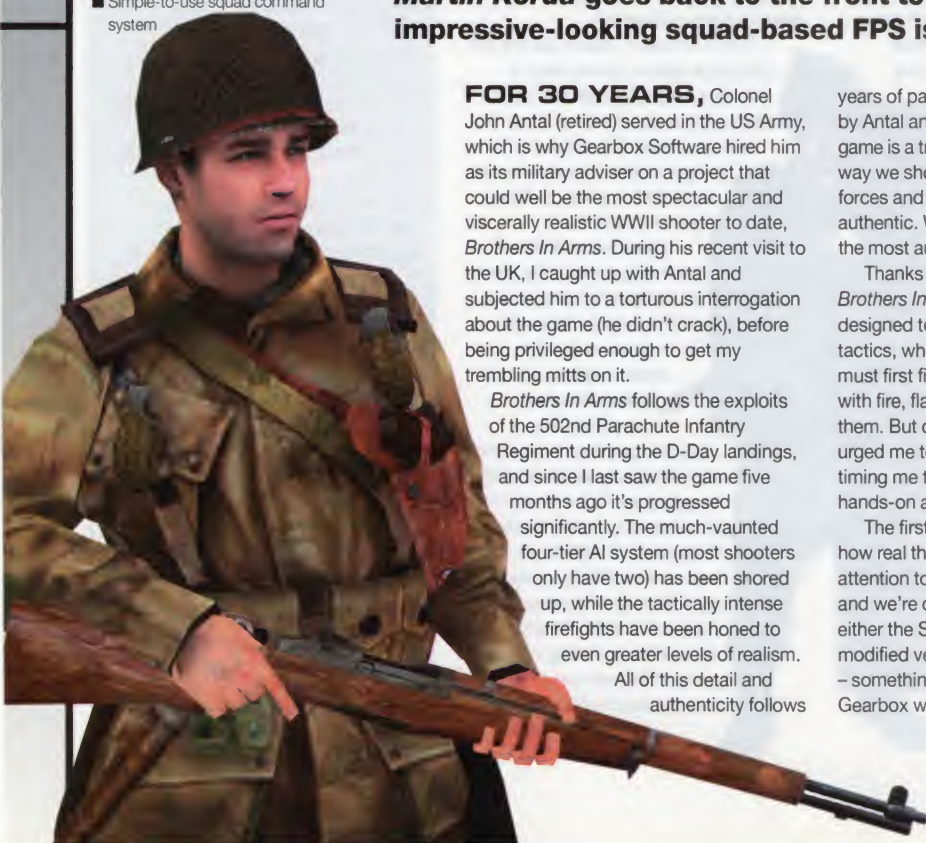 ■ Simple-to-use squad command
system
impressive-looking squad-based FPS is
FOR 30 YEARS, Colonel
John Antal (retired) served in the US Army,
which is why Gearbox Software hired him
as its military adviser on a project that
could well be the most spectacular and
viscerally realistic WWII shooter to date,
Brothers In Arms. During his recent visit to
the UK, I caught up with Antal and
subjected him to a torturous interrogation
about the game (he didn't crack), before
being privileged enough to get my
trembling mitts on it.
Brothers In Arms follows the exploits
of the 502nd Parachute Infantry
Regiment during the D-Day landings,
and since I last saw the game five
months ago it's progressed
significantly. The much-vaunted
four-tier AI system (most shooters
only have two) has been shored
up, while the tactically intense
firefights have been honed to
even greater levels of realism.
All of this detail and
authenticity follows
years of pa
by Antal an
game is a tr
way we sho
forces and
authentic. W
the most au
Thanks
Brothers In
designed to
tactics, wh
must first fi
with fire, fla
them. But
urged me to
timing me t
hands-on a
The first
how real th
attention to
and we're
either the S
modified ve
– somethin
Gearbox w